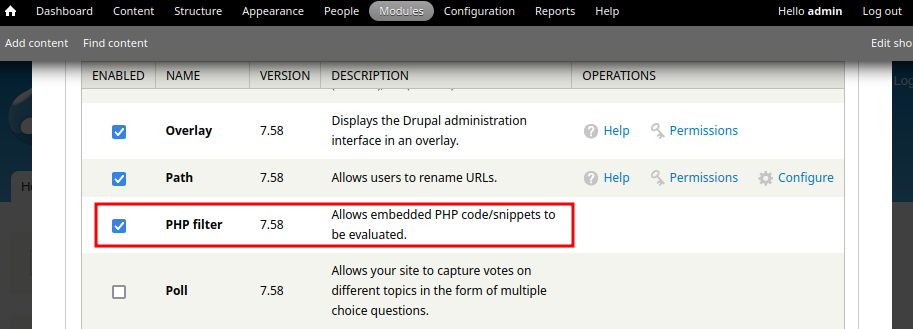 Dashboard Content Structure Appearance People Modules Configuration Reports Help Hello admin Log out
Add content Find content Edit sho
ENABLED NAME VERSION DESCRIPTION OPERATIONS
Log
Overlay 7.58 Displays the Drupal administration
interface in an overlay. Help Permissions
Path 7.58 Allows users to rename URLs. Help Permissions Configure
PHP filter 7.58 Allows embedded PHP code/snippets to
be evaluated.
Poll 7.58 Allows your site to capture votes on
different topics in the form of multiple
choice questions.